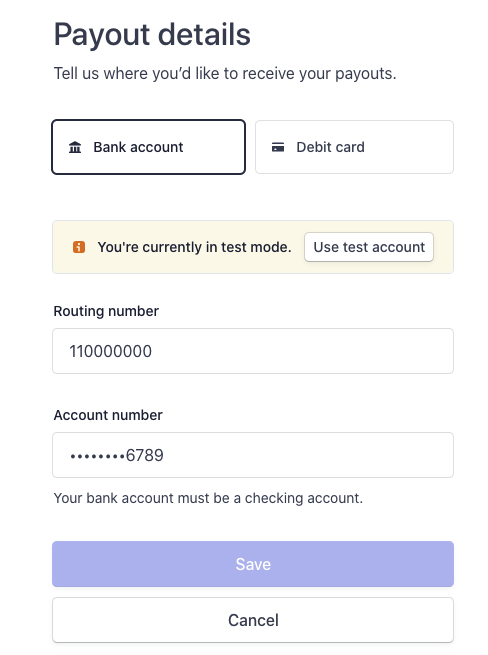 Payout details
Tell us where you’d like to receive your payouts.
Bank account
Debit card
You're currently in test mode.
Use test account
Routing number
110000000
Account number
••••••••6789
Your bank account must be a checking account.
Save
Cancel